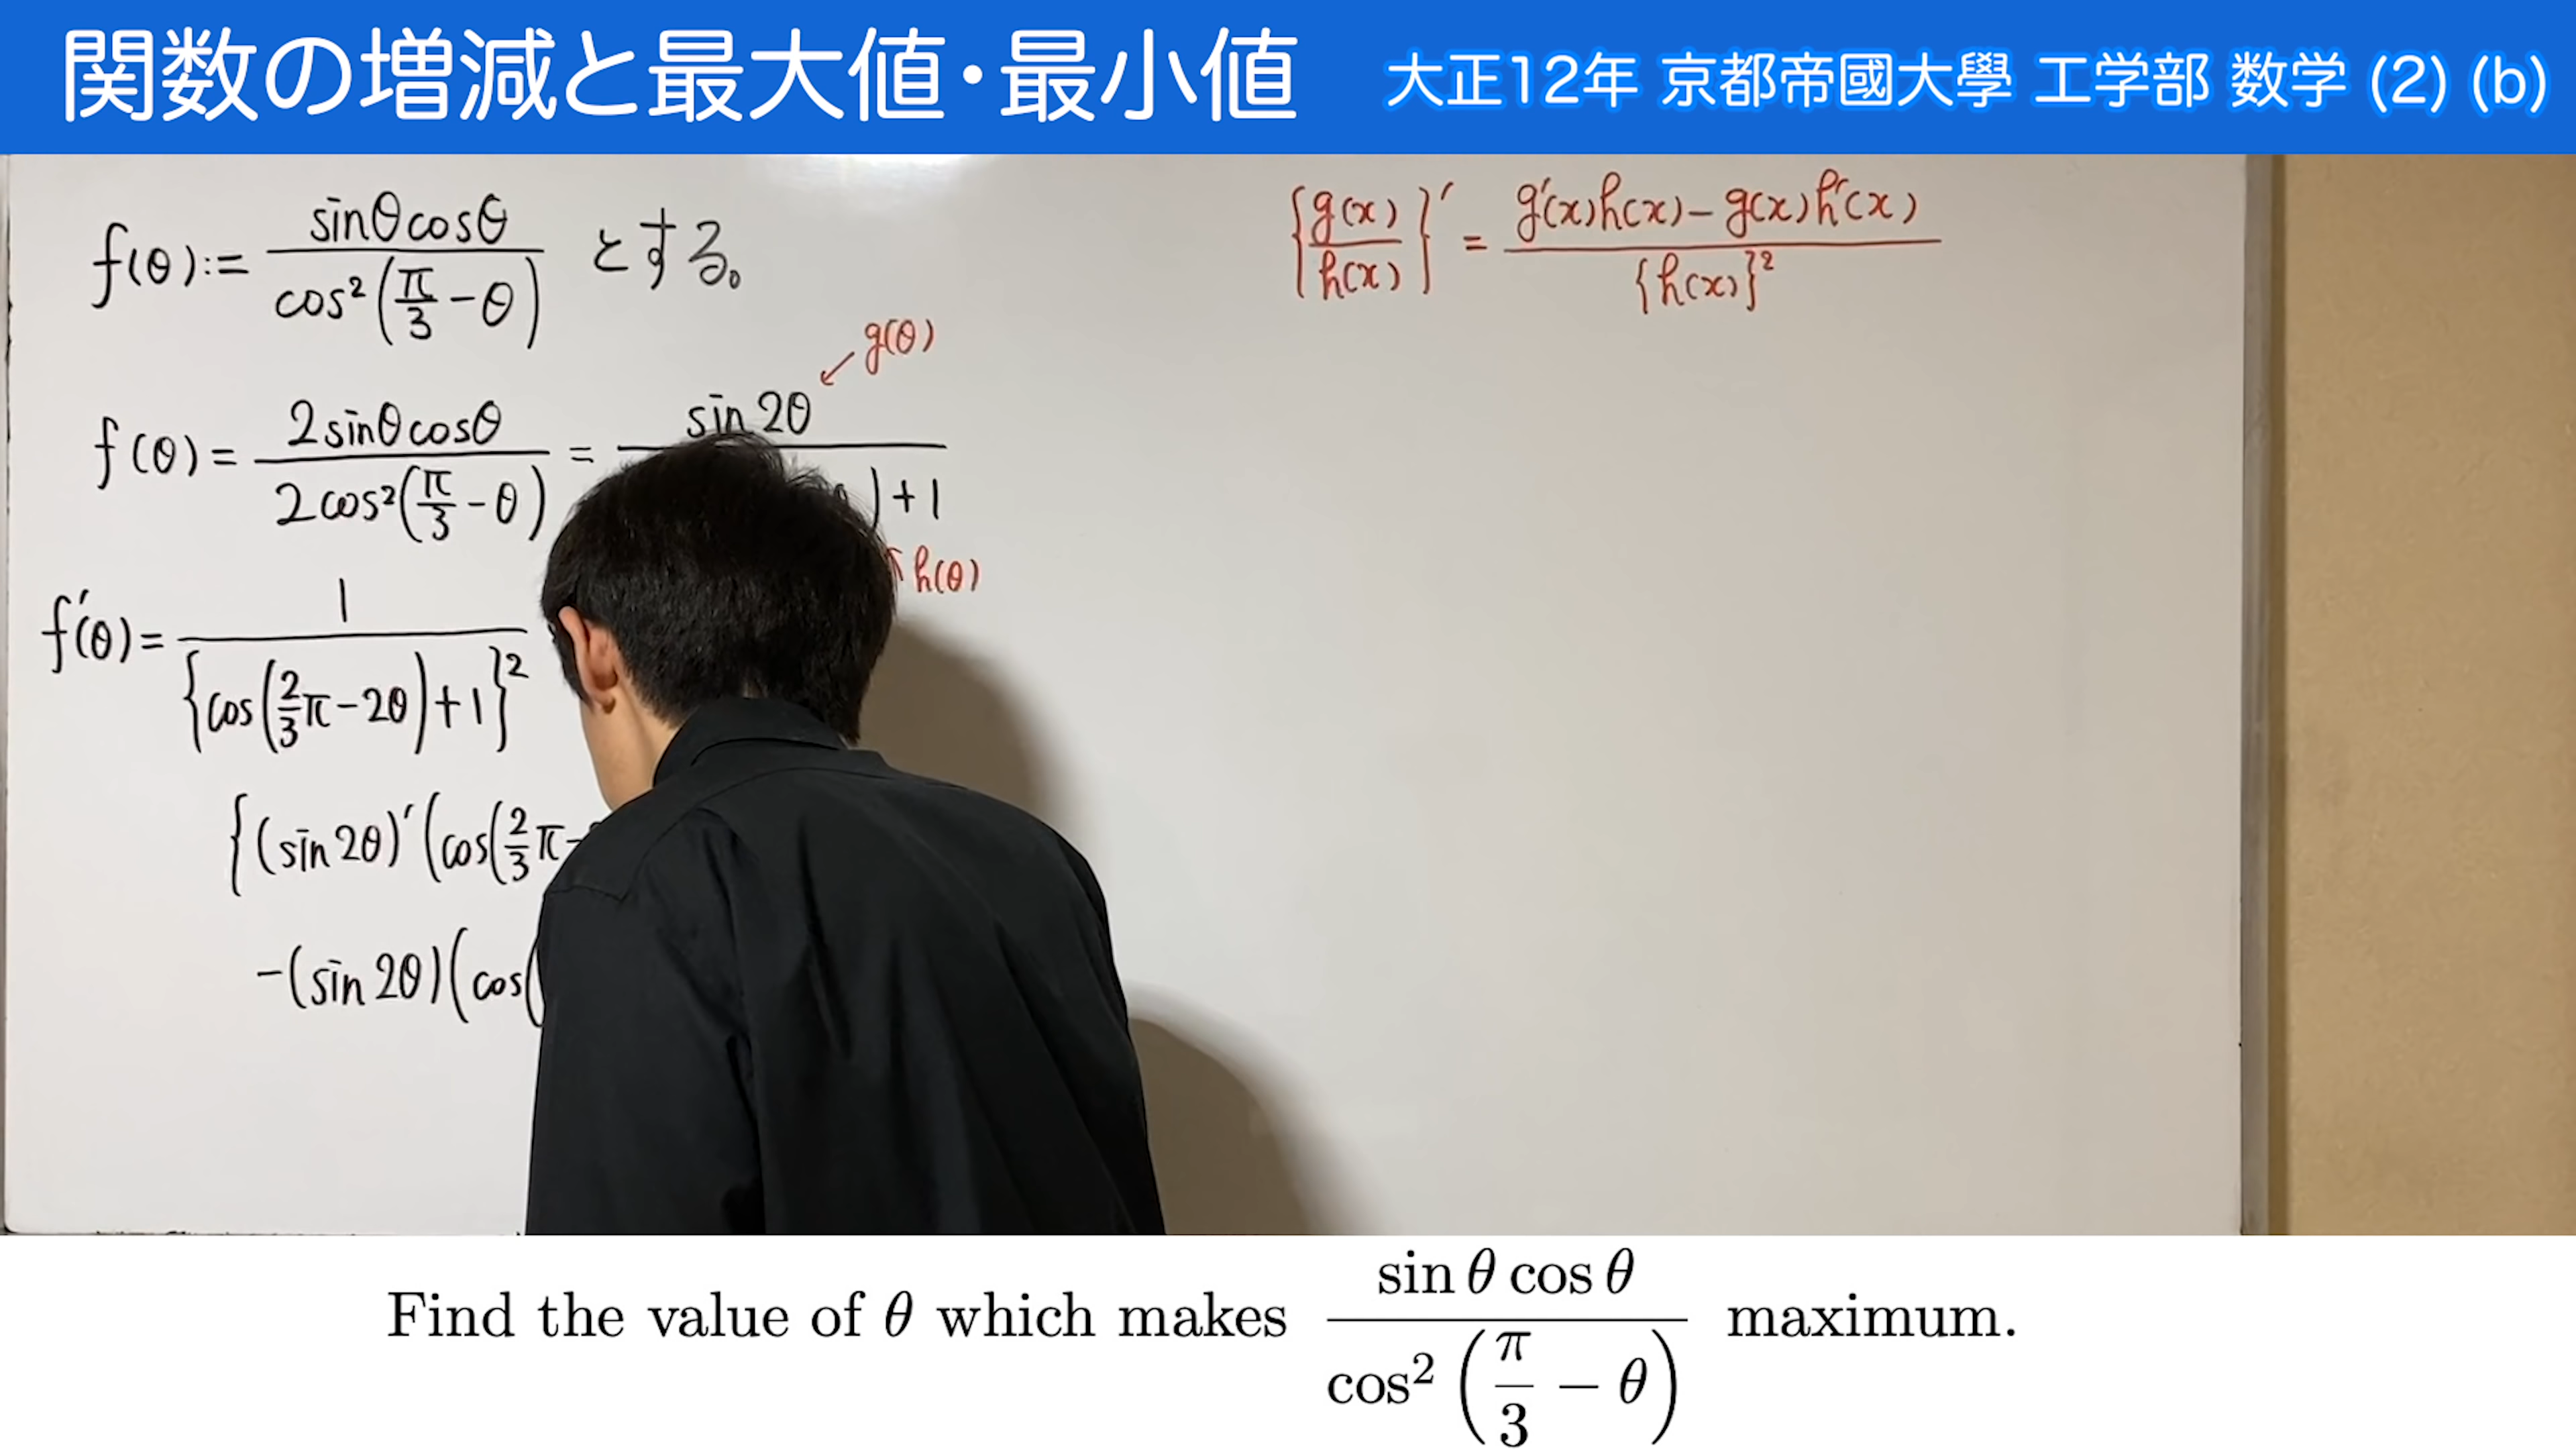 関数の増減と最大値・最小値 大正12年 京都帝國大學 工学部 数学 (2) (b)
f(θ):= sinθcosθ / cos²(π/3 - θ) とする。
{g(x)/h(x)}' = g'(x)h(x) - g(x)h'(x) / {h(x)}²
g(θ)
f(θ) = 2sinθcosθ / 2cos²(π/3 - θ) = sin2θ / )+1
h(θ)
f'(θ) = 1 / {cos(2/3π - 2θ)+1}²
{(sin2θ)'(cos(2/3π -
-(sin2θ)(cos(
Find the value of θ which makes sin θ cos θ / cos² (π/3 − θ) maximum.